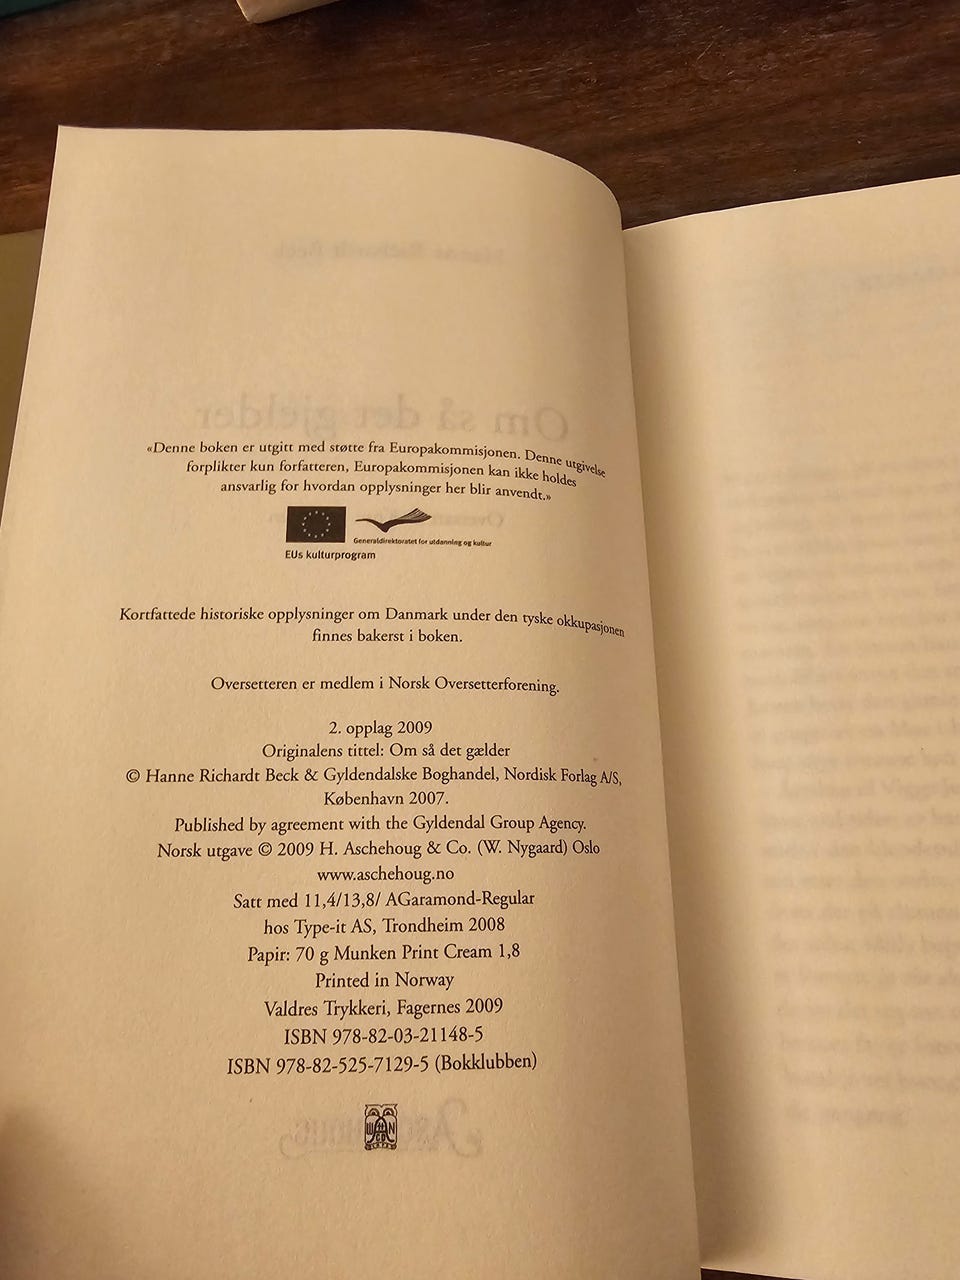 «Denne boken er utgitt med støtte fra Europakommisjonen. Denne utgivelse
forplikter kun forfatteren, Europakommisjonen kan ikke holdes
ansvarlig for hvordan opplysninger her blir anvendt.»
Generaldirektoratet for utdanning og kultur
EUs kulturprogram
Kortfattede historiske opplysninger om Danmark under den tyske okkupasjonen
finnes bakerst i boken.
Oversetteren er medlem i Norsk Oversetterforening.
2. opplag 2009
Originalens tittel: Om så det gælder
© Hanne Richardt Beck & Gyldendalske Boghandel, Nordisk Forlag A/S,
København 2007.
Published by agreement with the Gyldendal Group Agency.
Norsk utgave © 2009 H. Aschehoug & Co. (W. Nygaard) Oslo
www.aschehoug.no
Satt med 11,4/13,8/ AGaramond-Regular
hos Type-it AS, Trondheim 2008
Papir: 70 g Munken Print Cream 1,8
Printed in Norway
Valdres Trykkeri, Fagernes 2009
ISBN 978-82-03-21148-5
ISBN 978-82-525-7129-5 (Bokklubben)